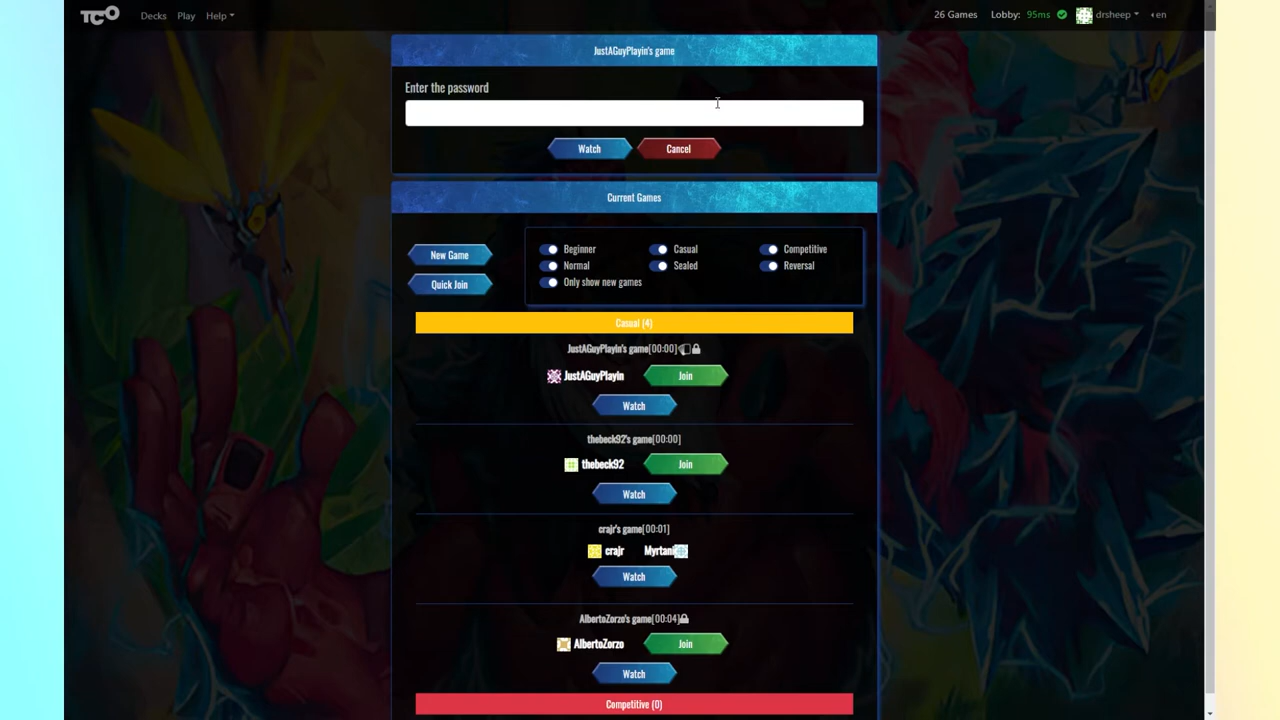 TCO Decks Play Help 26 Games Lobby: 95ms drsheep en
JustAGuyPlayin's game
Enter the password
Watch Cancel
Current Games
New Game
Quick Join
Beginner Casual Competitive
Normal Sealed Reversal
Only show new games
Casual (4)
JustAGuyPlayin's game[00:00]
JustAGuyPlayin Join
Watch
thebeck92's game[00:00]
thebeck92 Join
Watch
crajr's game[00:01]
crajr
Watch
AlbertoZorzo's game[00:04]
AlbertoZorzo Join
Watch
Competitive (0)